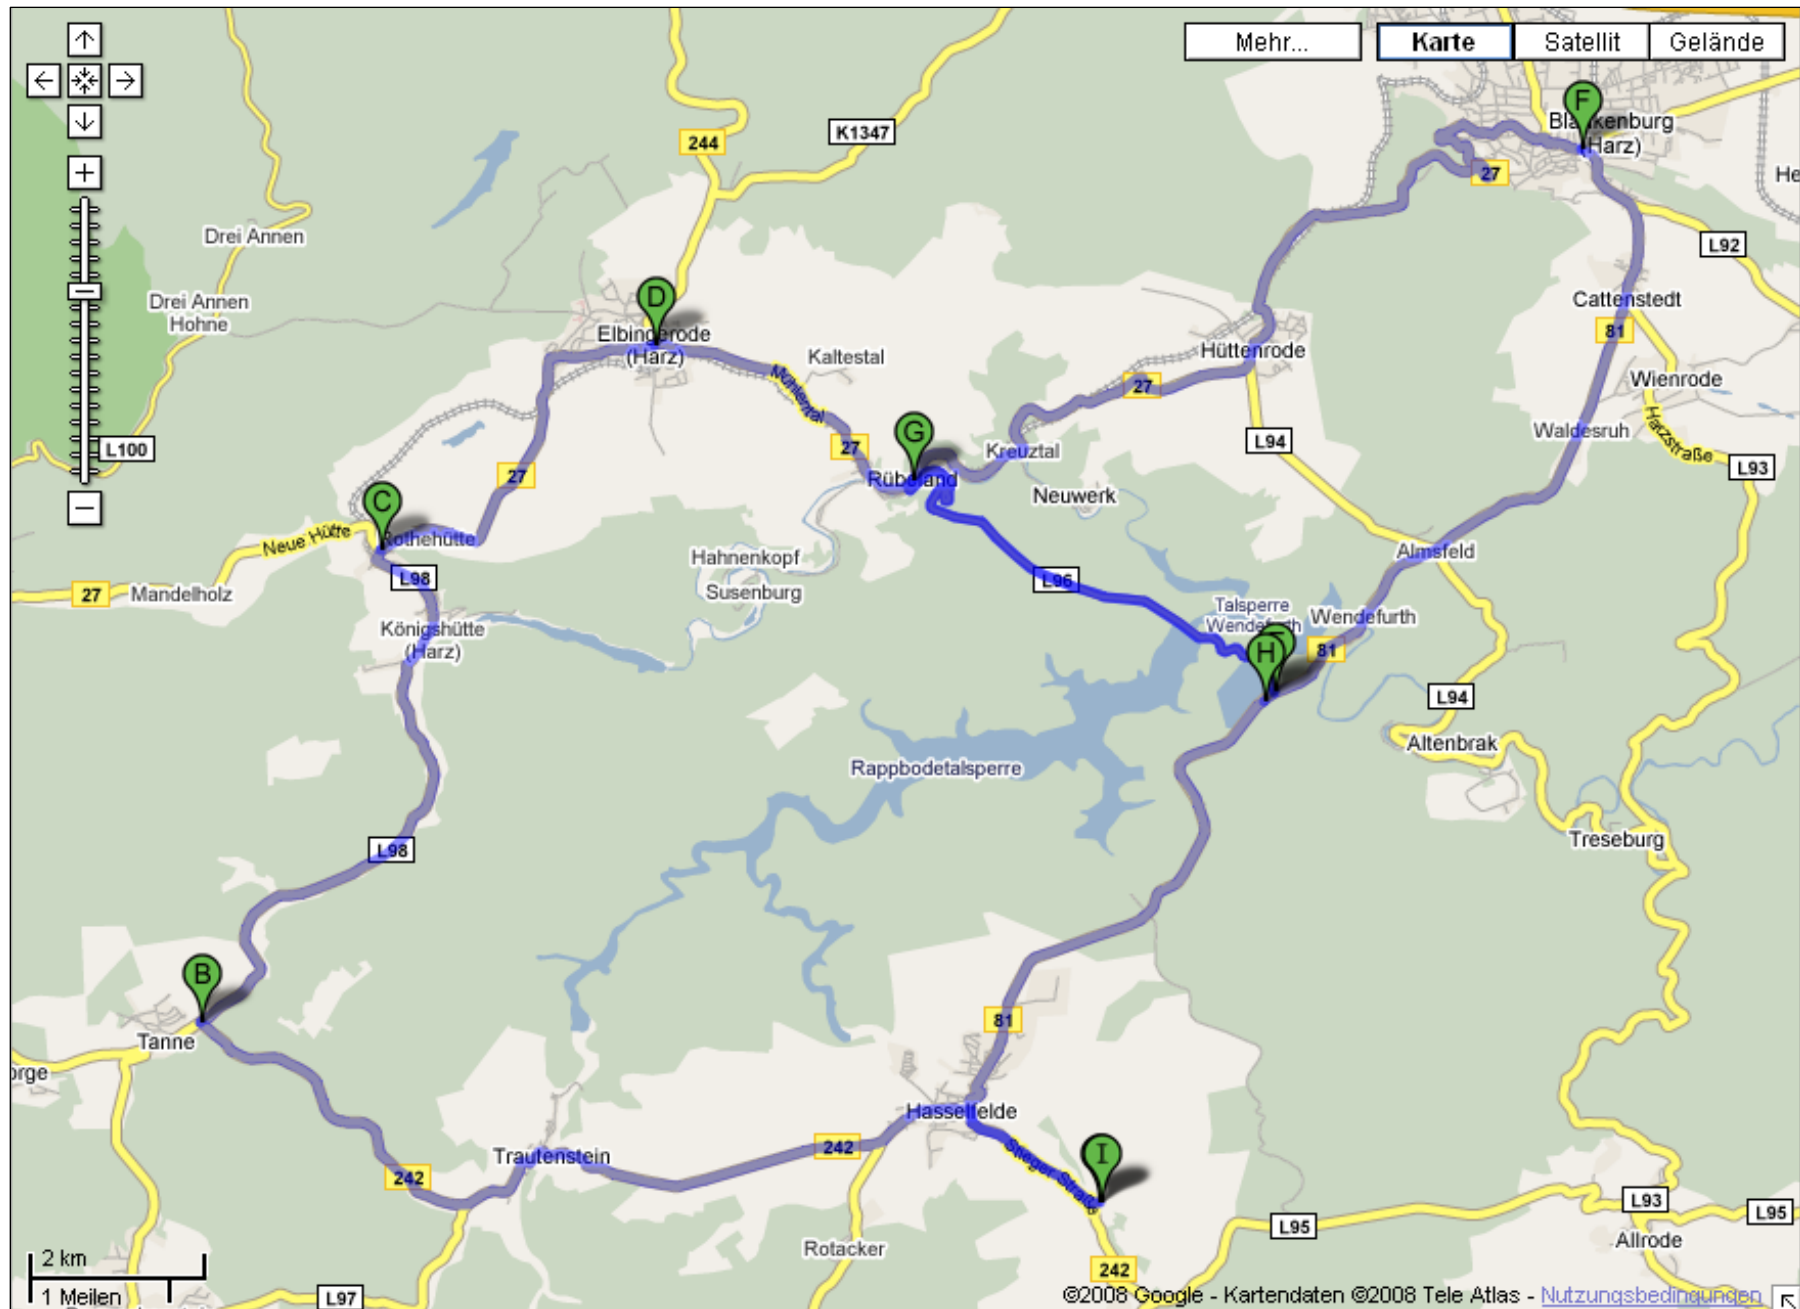 Mehr...
Karte
Satellit
Gelände
F
Blankenburg
(Harz)
K1347
244
27
He
Drei Annen
L92
D
Drei Annen
Hohne
Cattenstedt
81
Elbingerode
(Harz)
Kaltestal
Hüttenrode
Mühlental
27
Wienrode
Harzstraße
Waldesruh
G
L100
27
Kreuztal
L94
L93
27
Rübeland
Neuwerk
C
Neue Hütte
Rothehütte
Almsfeld
Hahnenkopf
L98
L96
27
Mandelholz
Susenburg
Talsperre
Wendefurth
Wendefurth
Königshütte
(Harz)
81
H
L94
Altenbrak
Rappbodetalsperre
Treseburg
L98
B
81
Tanne
orge
Hasselfelde
Trautenstein
242
Stieger Straße
I
242
L93
L95
L95
Rotacker
Allrode
2 km
242
1 Meilen
L97
©2008 Google - Kartendaten ©2008 Tele Atlas - Nutzungsbedingungen